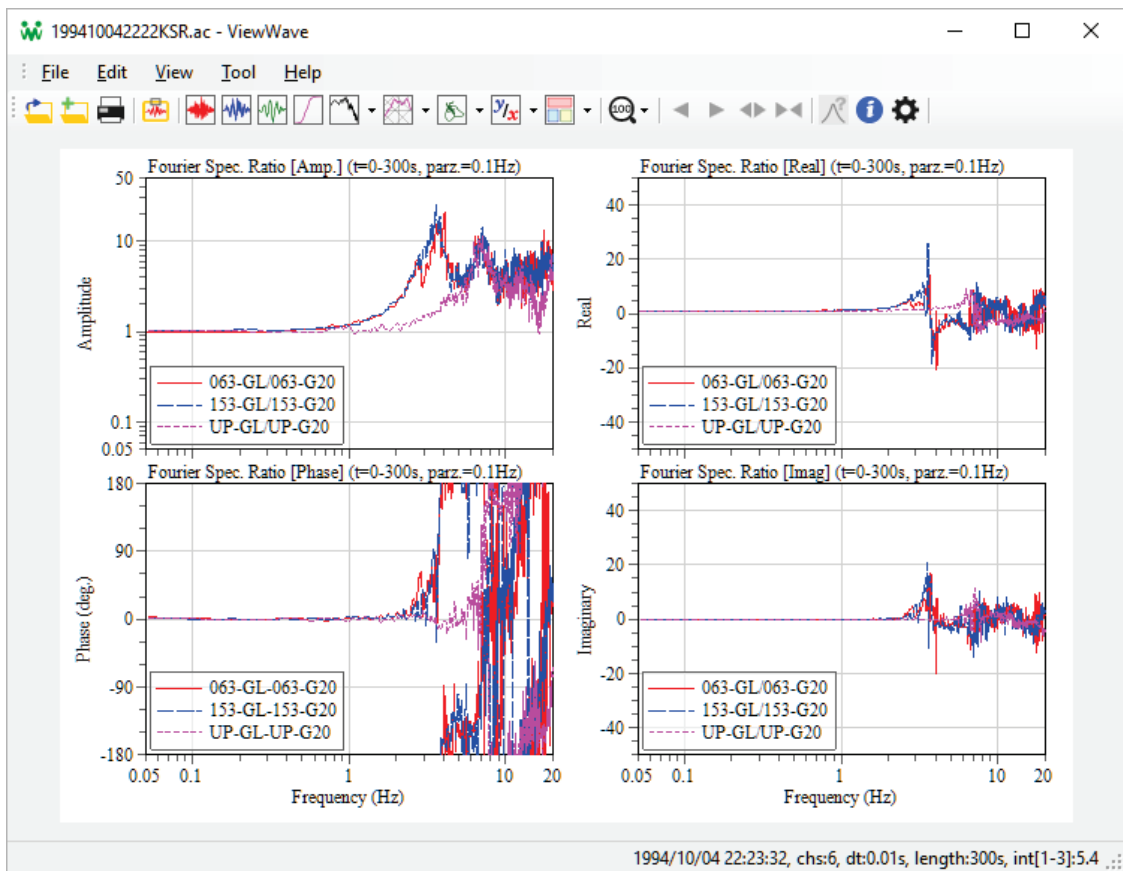 199410042222KSR.ac - ViewWave
File Edit View Tool Help
y/x 100 ? i
Fourier Spec. Ratio [Amp.] (t=0-300s, parz.=0.1Hz)
50
10
1
0.1
0.05
Amplitude
063-GL/063-G20
153-GL/153-G20
UP-GL/UP-G20
Fourier Spec. Ratio [Real] (t=0-300s, parz.=0.1Hz)
40
20
0
-20
-40
Real
063-GL/063-G20
153-GL/153-G20
UP-GL/UP-G20
Fourier Spec. Ratio [Phase] (t=0-300s, parz.=0.1Hz)
180
90
0
-90
-180
Phase (deg.)
063-GL-063-G20
153-GL-153-G20
UP-GL-UP-G20
0.05 0.1 1 10 20
Frequency (Hz)
Fourier Spec. Ratio [Imag] (t=0-300s, parz.=0.1Hz)
40
20
0
-20
-40
Imaginary
063-GL/063-G20
153-GL/153-G20
UP-GL/UP-G20
0.05 0.1 1 10 20
Frequency (Hz)
1994/10/04 22:23:32, chs:6, dt:0.01s, length:300s, int[1-3]:5.4